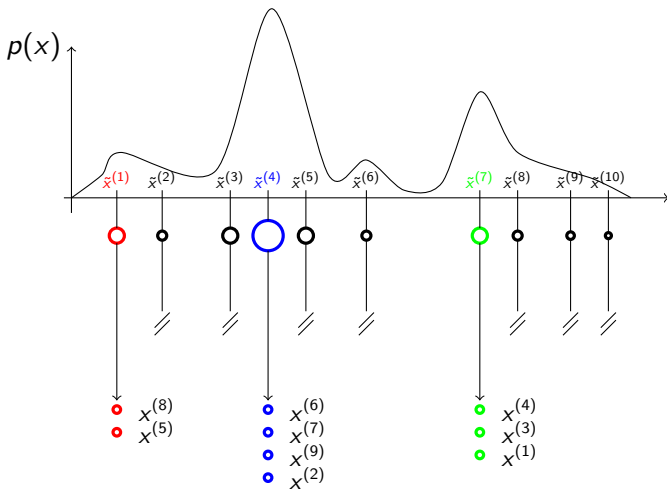 p(x)
x̃^(1) x̃^(2) x̃^(3) x̃^(4) x̃^(5) x̃^(6) x̃^(7) x̃^(8) x̃^(9) x̃^(10)
x^(8) x^(6) x^(4)
x^(5) x^(7) x^(3)
x^(9) x^(1)
x^(2)